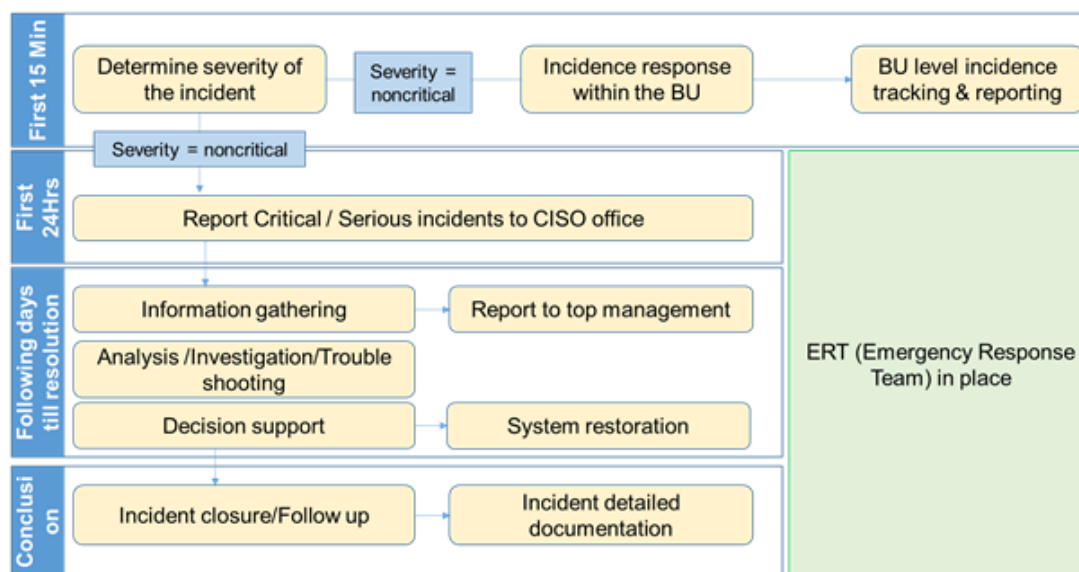 First 15 Min
Determine severity of
the incident
Severity =
noncritical
Incidence response
within the BU
BU level incidence
tracking & reporting
Severity = noncritical
First
24Hrs
Report Critical / Serious incidents to CISO office
Following days
till resolution
Information gathering
Report to top management
Analysis /Investigation/Trouble
shooting
Decision support
System restoration
ERT (Emergency Response
Team) in place
Conclusi
on
Incident closure/Follow up
Incident detailed
documentation